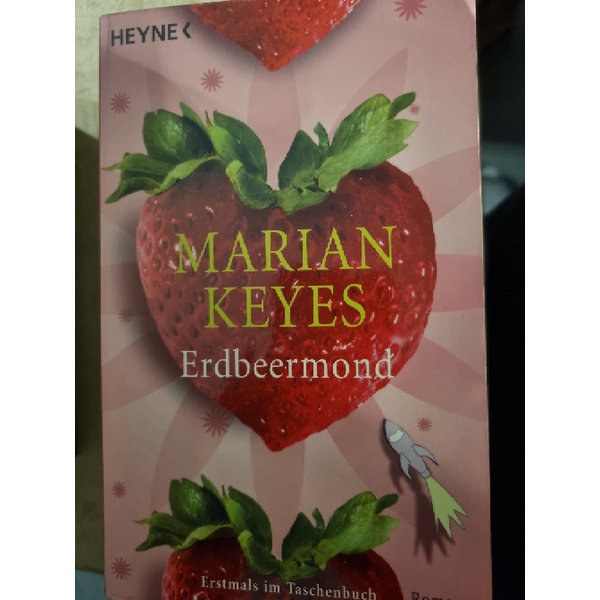 HEYNE
MARIAN
KEYES
Erdbeermond
Erstmals im Taschenbuch